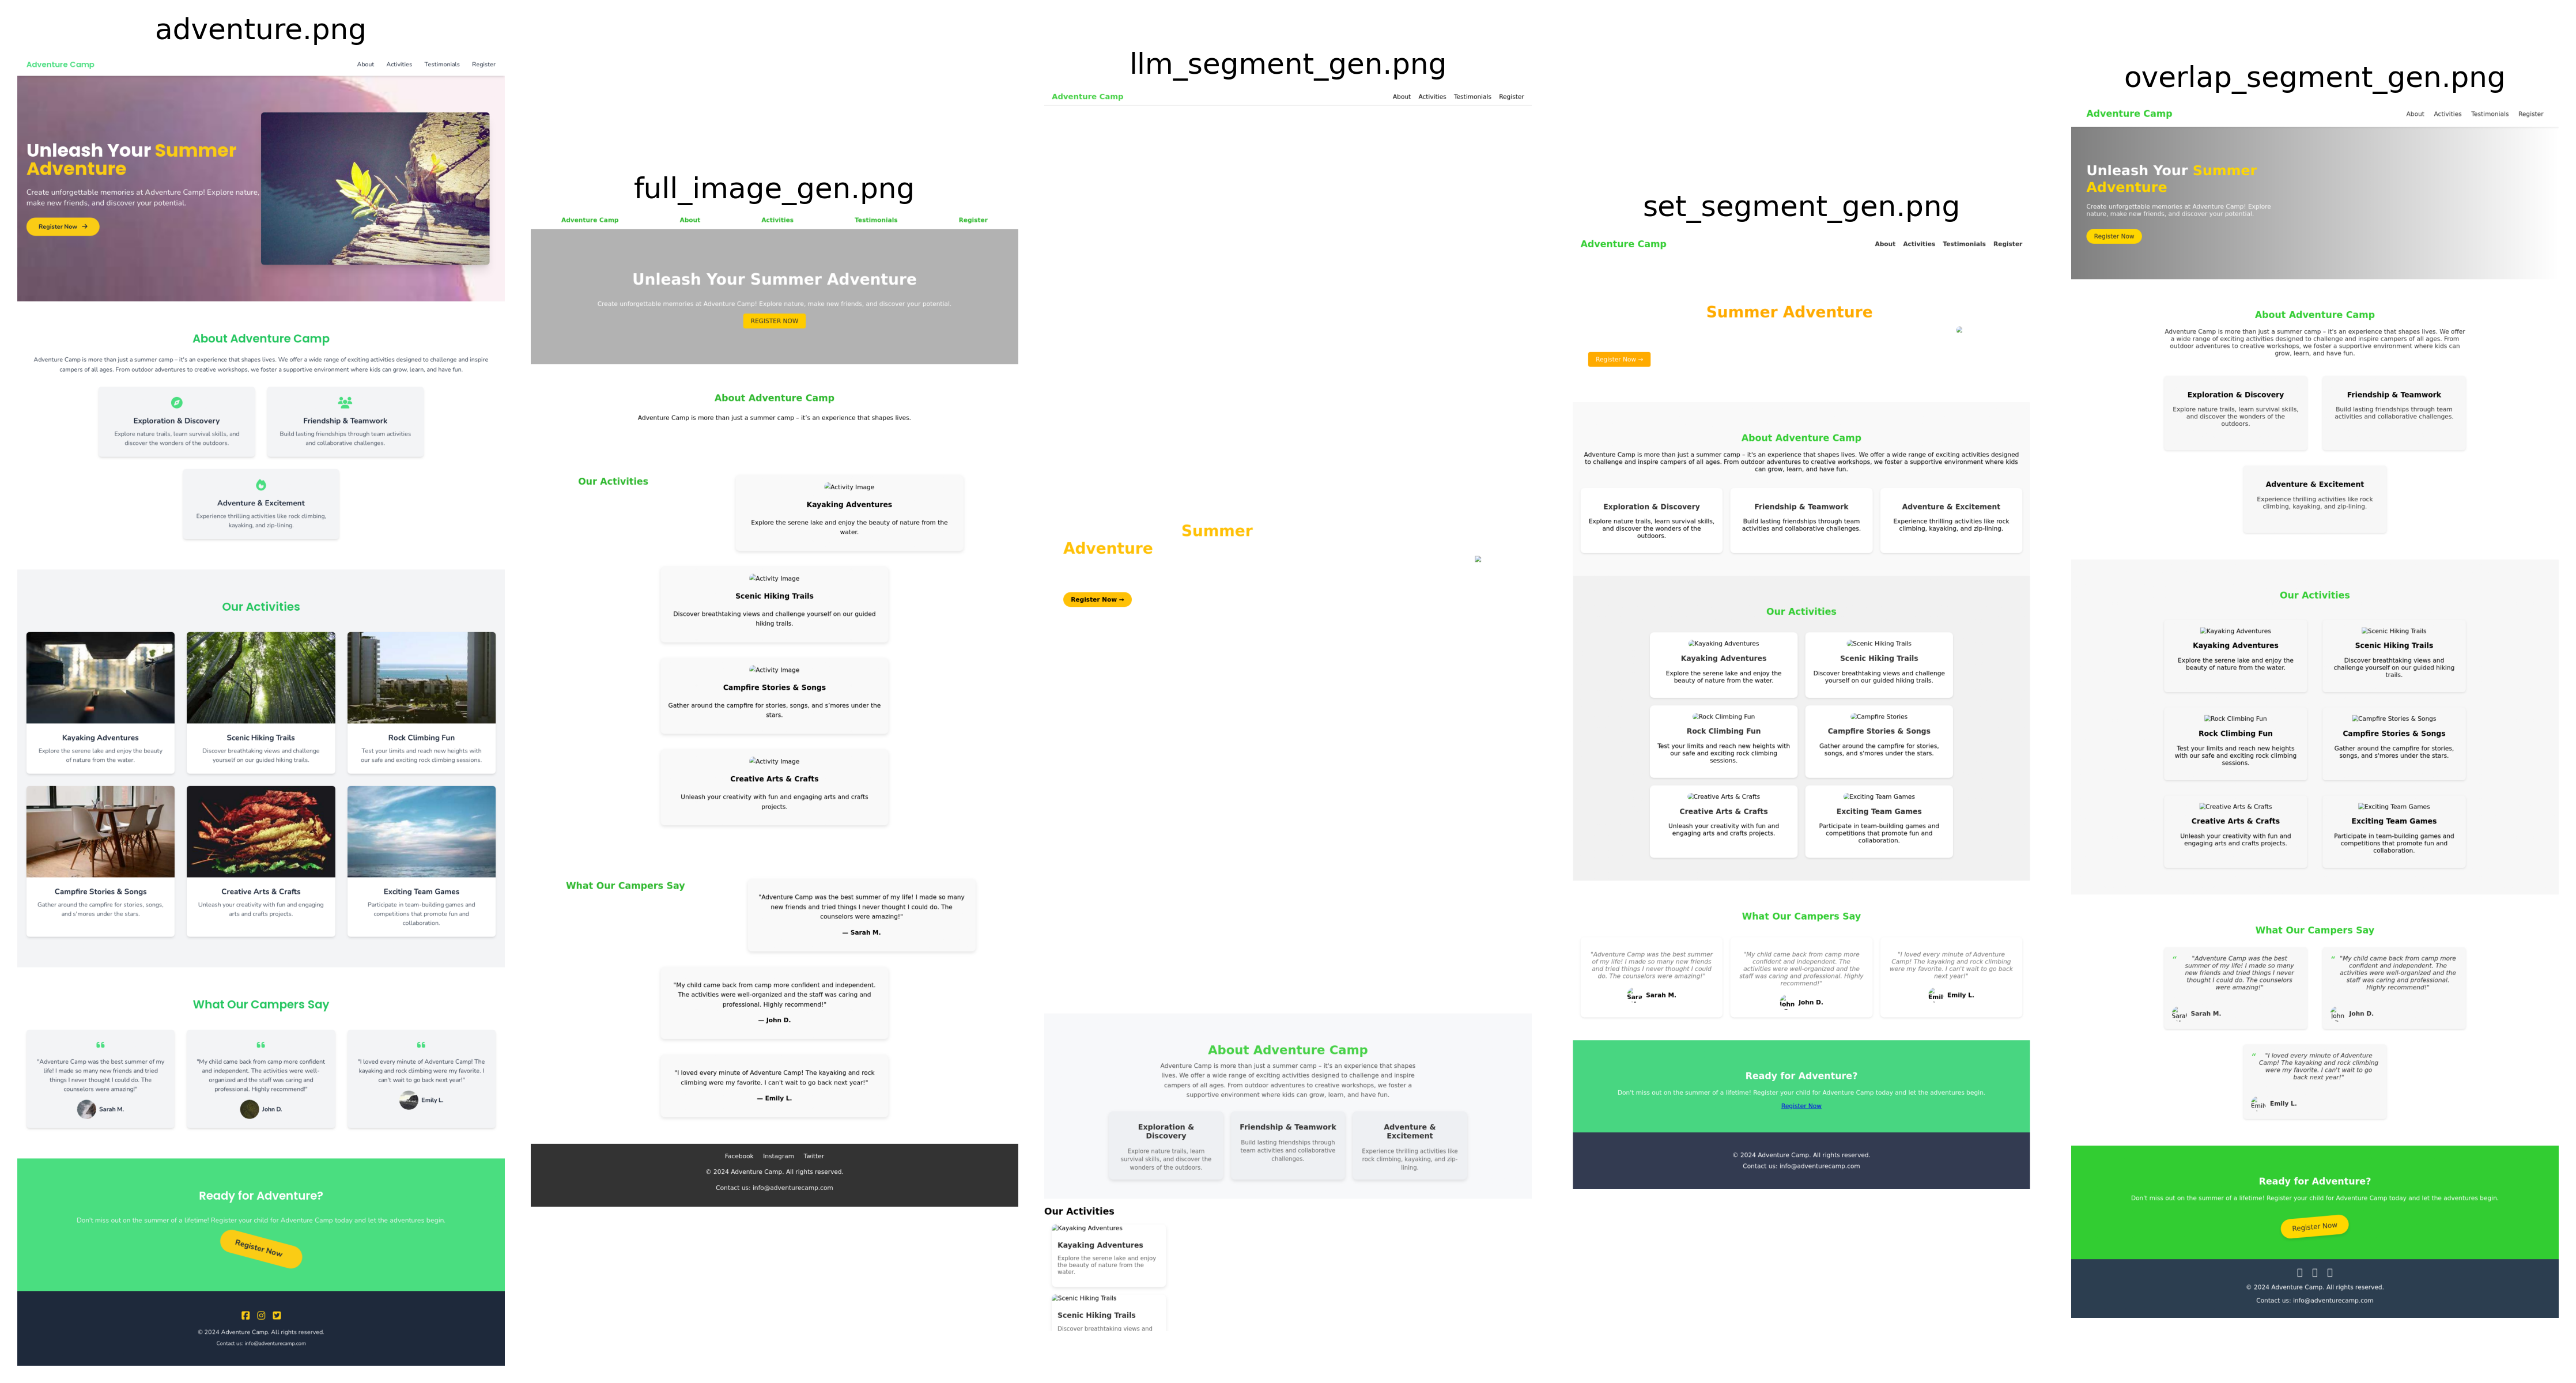 adventure.png
Adventure Camp
About Activities Testimonials Register
Unleash Your Summer
Adventure
Create unforgettable memories at Adventure Camp! Explore nature,
make new friends, and discover your potential.
Register Now →
About Adventure Camp
Adventure Camp is more than just a summer camp – it's an experience that shapes lives. We offer a wide range of exciting activities designed to challenge and inspire
campers of all ages. From outdoor adventures to creative workshops, we foster a supportive environment where kids can grow, learn, and have fun.
Exploration & Discovery
Explore nature trails, learn survival skills, and
discover the wonders of the outdoors.
Friendship & Teamwork
Build lasting friendships through team activities
and collaborative challenges.
Adventure & Excitement
Experience thrilling activities like rock climbing,
kayaking, and zip-lining.
Our Activities
Kayaking Adventures
Explore the serene lake and enjoy the beauty
of nature from the water.
Scenic Hiking Trails
Discover breathtaking views and challenge
yourself on our guided hiking trails.
Rock Climbing Fun
Test your limits and reach new heights with
our safe and exciting rock climbing sessions.
Campfire Stories & Songs
Gather around the campfire for stories, songs,
and s'mores under the stars.
Creative Arts & Crafts
Unleash your creativity with fun and engaging
arts and crafts projects.
Exciting Team Games
Participate in team-building games and
competitions that promote fun and
collaboration.
What Our Campers Say
"Adventure Camp was the best summer of my
life! I made so many new friends and tried
things I never thought I could do. The
counselors were amazing!"
Sarah M.
"My child came back from camp more confident
and independent. The activities were well-
organized and the staff was caring and
professional. Highly recommend!"
John D.
"I loved every minute of Adventure Camp! The
kayaking and rock climbing were my favorite. I
can't wait to go back next year!"
Emily L.
Ready for Adventure?
Don't miss out on the summer of a lifetime! Register your child for Adventure Camp today and let the adventures begin.
Register Now
© 2024 Adventure Camp. All rights reserved.
Contact us: info@adventurecamp.com
full_image_gen.png
Adventure Camp About Activities Testimonials Register
Unleash Your Summer Adventure
Create unforgettable memories at Adventure Camp! Explore nature, make new friends, and discover your potential.
REGISTER NOW
About Adventure Camp
Adventure Camp is more than just a summer camp – it's an experience that shapes lives.
Our Activities
Activity Image
Kayaking Adventures
Explore the serene lake and enjoy the beauty of nature from the
water.
Activity Image
Scenic Hiking Trails
Discover breathtaking views and challenge yourself on our guided
hiking trails.
Activity Image
Campfire Stories & Songs
Gather around the campfire for stories, songs, and s'mores under the
stars.
Activity Image
Creative Arts & Crafts
Unleash your creativity with fun and engaging arts and crafts
projects.
What Our Campers Say
"Adventure Camp was the best summer of my life! I made so many
new friends and tried things I never thought I could do. The
counselors were amazing!"
— Sarah M.
"My child came back from camp more confident and independent.
The activities were well-organized and the staff was caring and
professional. Highly recommend!"
— John D.
"I loved every minute of Adventure Camp! The kayaking and rock
climbing were my favorite. I can't wait to go back next year!"
— Emily L.
Facebook Instagram Twitter
© 2024 Adventure Camp. All rights reserved.
Contact us: info@adventurecamp.com
llm_segment_gen.png
Adventure Camp
About Activities Testimonials Register
Summer
Adventure
Register Now →
About Adventure Camp
Adventure Camp is more than just a summer camp – it's an experience that shapes
lives. We offer a wide range of exciting activities designed to challenge and inspire
campers of all ages. From outdoor adventures to creative workshops, we foster a
supportive environment where kids can grow, learn, and have fun.
Exploration &
Discovery
Explore nature trails, learn
survival skills, and discover the
wonders of the outdoors.
Friendship & Teamwork
Build lasting friendships through
team activities and collaborative
challenges.
Adventure &
Excitement
Experience thrilling activities like
rock climbing, kayaking, and zip-
lining.
Our Activities
Kayaking Adventures
Kayaking Adventures
Explore the serene lake and enjoy
the beauty of nature from the
water.
Scenic Hiking Trails
Scenic Hiking Trails
Discover breathtaking views and
set_segment_gen.png
Adventure Camp
About Activities Testimonials Register
Summer Adventure
Register Now →
About Adventure Camp
Adventure Camp is more than just a summer camp – it's an experience that shapes lives. We offer a wide range of exciting activities designed
to challenge and inspire campers of all ages. From outdoor adventures to creative workshops, we foster a supportive environment where kids
can grow, learn, and have fun.
Exploration & Discovery
Explore nature trails, learn survival skills,
and discover the wonders of the
outdoors.
Friendship & Teamwork
Build lasting friendships through team
activities and collaborative challenges.
Adventure & Excitement
Experience thrilling activities like rock
climbing, kayaking, and zip-lining.
Our Activities
Kayaking Adventures
Kayaking Adventures
Explore the serene lake and enjoy the
beauty of nature from the water.
Scenic Hiking Trails
Scenic Hiking Trails
Discover breathtaking views and challenge
yourself on our guided hiking trails.
Rock Climbing Fun
Rock Climbing Fun
Test your limits and reach new heights with
our safe and exciting rock climbing
sessions.
Campfire Stories
Campfire Stories & Songs
Gather around the campfire for stories,
songs, and s'mores under the stars.
Creative Arts & Crafts
Creative Arts & Crafts
Unleash your creativity with fun and
engaging arts and crafts projects.
Exciting Team Games
Exciting Team Games
Participate in team-building games and
competitions that promote fun and
collaboration.
What Our Campers Say
"Adventure Camp was the best summer
of my life! I made so many new friends
and tried things I never thought I could
do. The counselors were amazing!"
Sara Sarah M.
"My child came back from camp more
confident and independent. The
activities were well-organized and the
staff was caring and professional. Highly
recommend!"
John John D.
"I loved every minute of Adventure
Camp! The kayaking and rock climbing
were my favorite. I can't wait to go back
next year!"
Emil Emily L.
Ready for Adventure?
Don't miss out on the summer of a lifetime! Register your child for Adventure Camp today and let the adventures begin.
Register Now
© 2024 Adventure Camp. All rights reserved.
Contact us: info@adventurecamp.com
overlap_segment_gen.png
Adventure Camp
About Activities Testimonials Register
Unleash Your Summer
Adventure
Create unforgettable memories at Adventure Camp! Explore
nature, make new friends, and discover your potential.
Register Now
About Adventure Camp
Adventure Camp is more than just a summer camp – it's an experience that shapes lives. We offer
a wide range of exciting activities designed to challenge and inspire campers of all ages. From
outdoor adventures to creative workshops, we foster a supportive environment where kids can
grow, learn, and have fun.
Exploration & Discovery
Explore nature trails, learn survival skills,
and discover the wonders of the
outdoors.
Friendship & Teamwork
Build lasting friendships through team
activities and collaborative challenges.
Adventure & Excitement
Experience thrilling activities like rock
climbing, kayaking, and zip-lining.
Our Activities
Kayaking Adventures
Kayaking Adventures
Explore the serene lake and enjoy the
beauty of nature from the water.
Scenic Hiking Trails
Scenic Hiking Trails
Discover breathtaking views and
challenge yourself on our guided hiking
trails.
Rock Climbing Fun
Rock Climbing Fun
Test your limits and reach new heights
with our safe and exciting rock climbing
sessions.
Campfire Stories & Songs
Campfire Stories & Songs
Gather around the campfire for stories,
songs, and s'mores under the stars.
Creative Arts & Crafts
Creative Arts & Crafts
Unleash your creativity with fun and
engaging arts and crafts projects.
Exciting Team Games
Exciting Team Games
Participate in team-building games and
competitions that promote fun and
collaboration.
What Our Campers Say
"Adventure Camp was the best
summer of my life! I made so many
new friends and tried things I never
thought I could do. The counselors
were amazing!"
Sarah Sarah M.
"My child came back from camp more
confident and independent. The
activities were well-organized and the
staff was caring and professional.
Highly recommend!"
John John D.
"I loved every minute of Adventure
Camp! The kayaking and rock climbing
were my favorite. I can't wait to go
back next year!"
Emily Emily L.
Ready for Adventure?
Don't miss out on the summer of a lifetime! Register your child for Adventure Camp today and let the adventures begin.
Register Now
© 2024 Adventure Camp. All rights reserved.
Contact us: info@adventurecamp.com